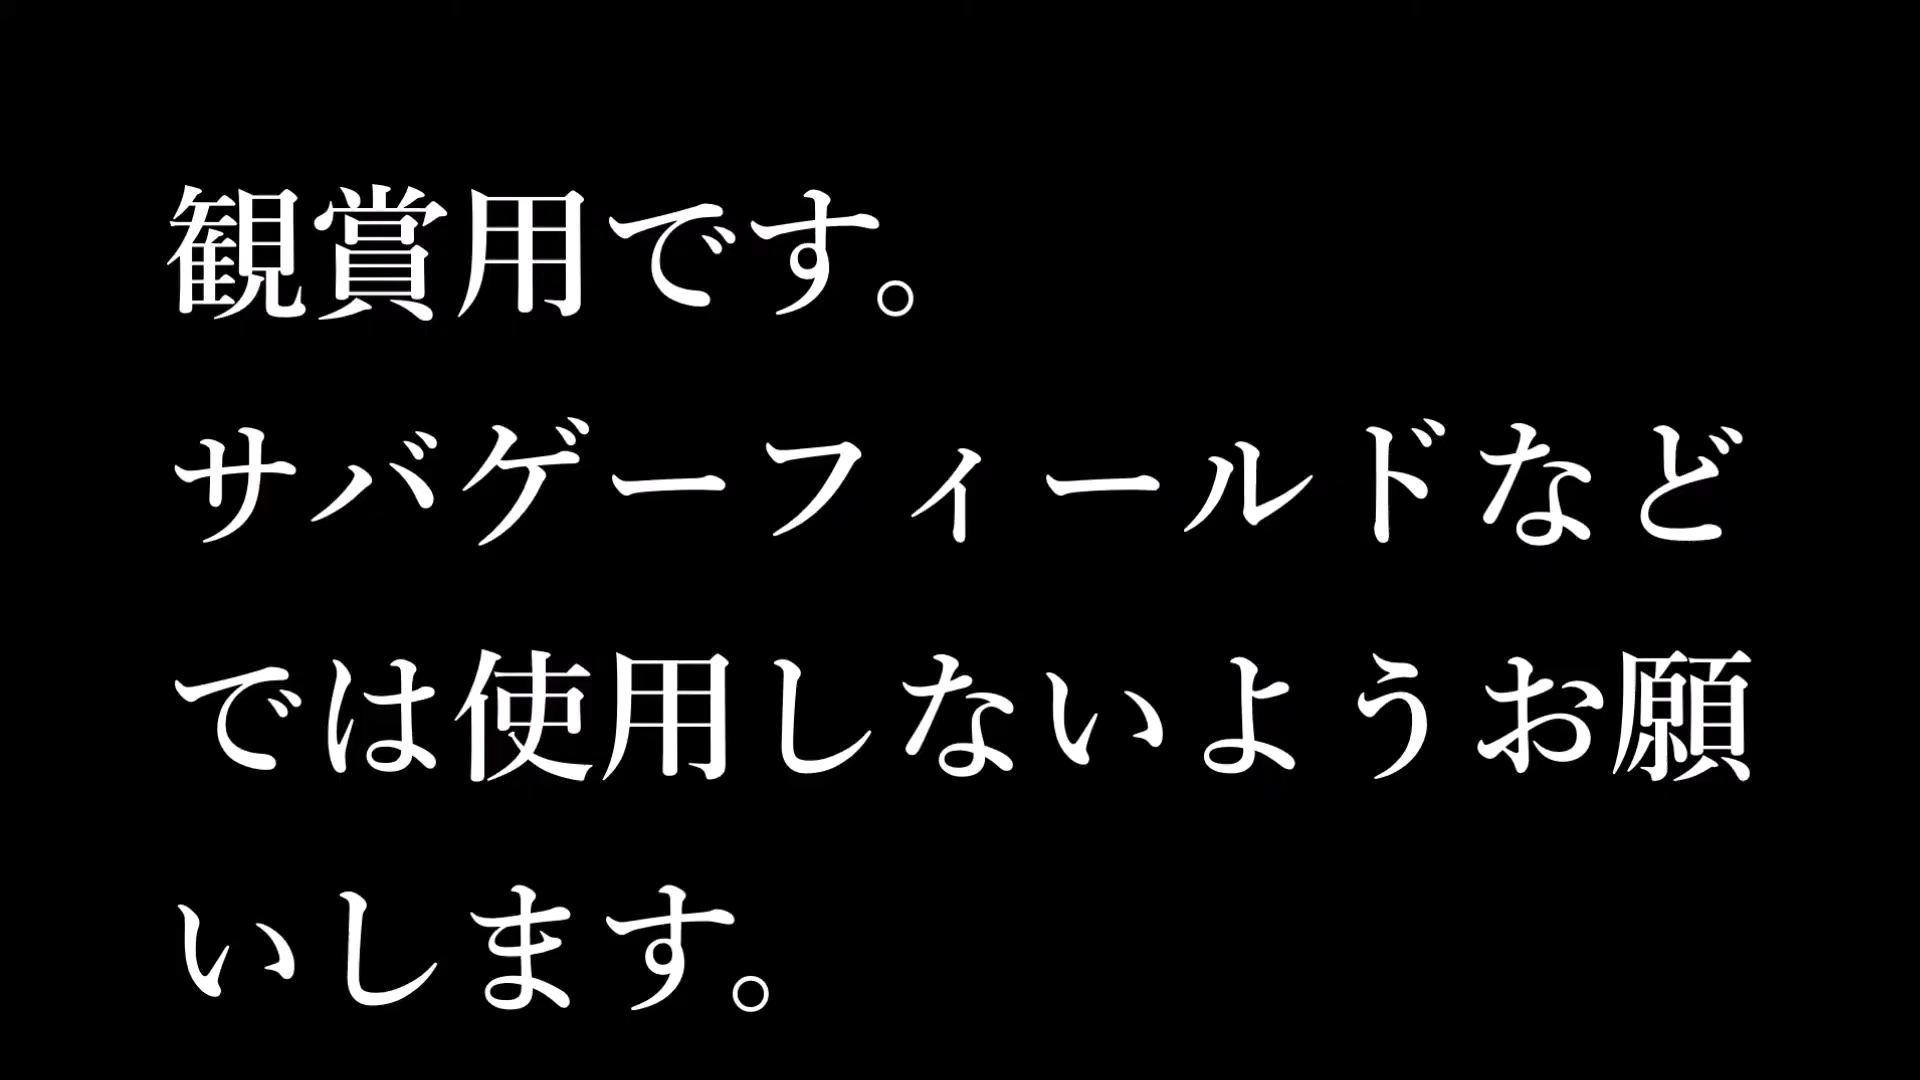 観賞用です。
サバゲーフィールドなど
では使用しないようお願
いします。